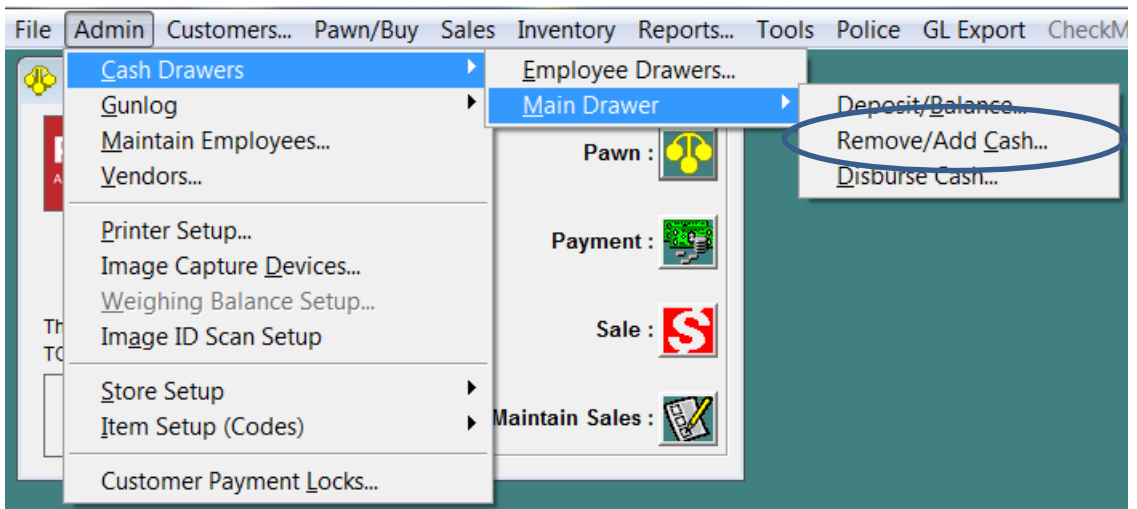 File Admin Customers... Pawn/Buy Sales Inventory Reports... Tools Police GL Export CheckM
Cash Drawers
Gunlog
Maintain Employees...
Vendors...
Printer Setup...
Image Capture Devices...
Weighing Balance Setup...
Image ID Scan Setup
Store Setup
Item Setup (Codes)
Customer Payment Locks...
Employee Drawers...
Main Drawer
Deposit/Balance...
Remove/Add Cash...
Disburse Cash...
Pawn :
Payment :
Sale :
Maintain Sales :